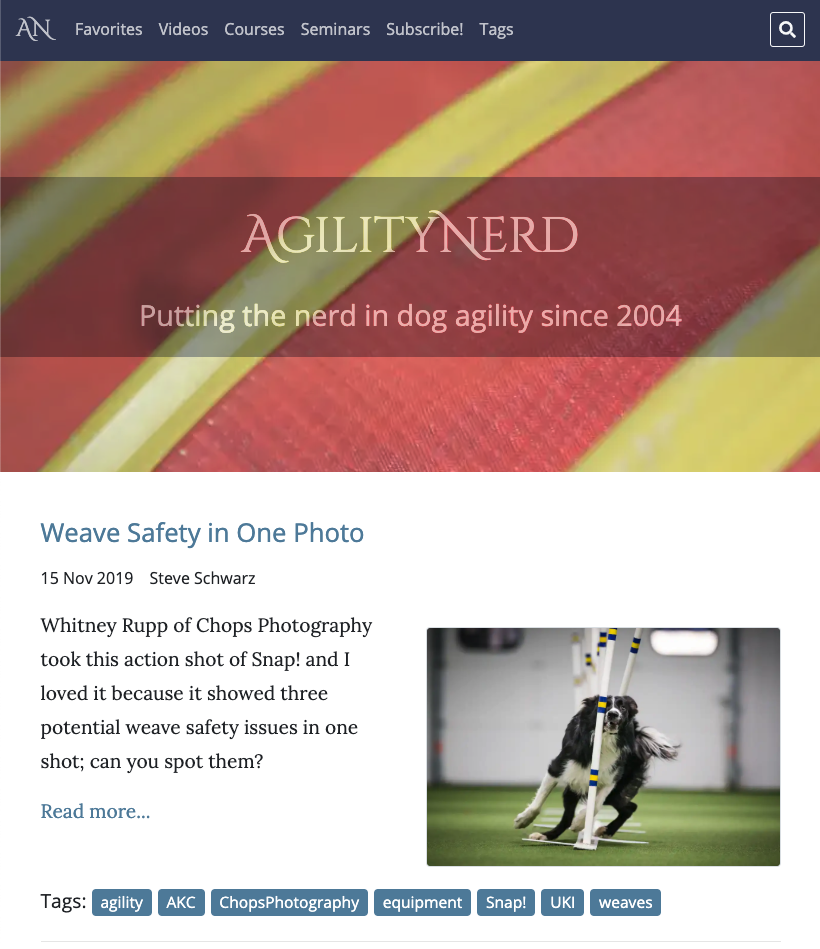 AN Favorites Videos Courses Seminars Subscribe! Tags
AGILITYNERD
Putting the nerd in dog agility since 2004
Weave Safety in One Photo
15 Nov 2019 Steve Schwarz
Whitney Rupp of Chops Photography
took this action shot of Snap! and I
loved it because it showed three
potential weave safety issues in one
shot; can you spot them?
Read more...
Tags: agility AKC ChopsPhotography equipment Snap! UKI weaves